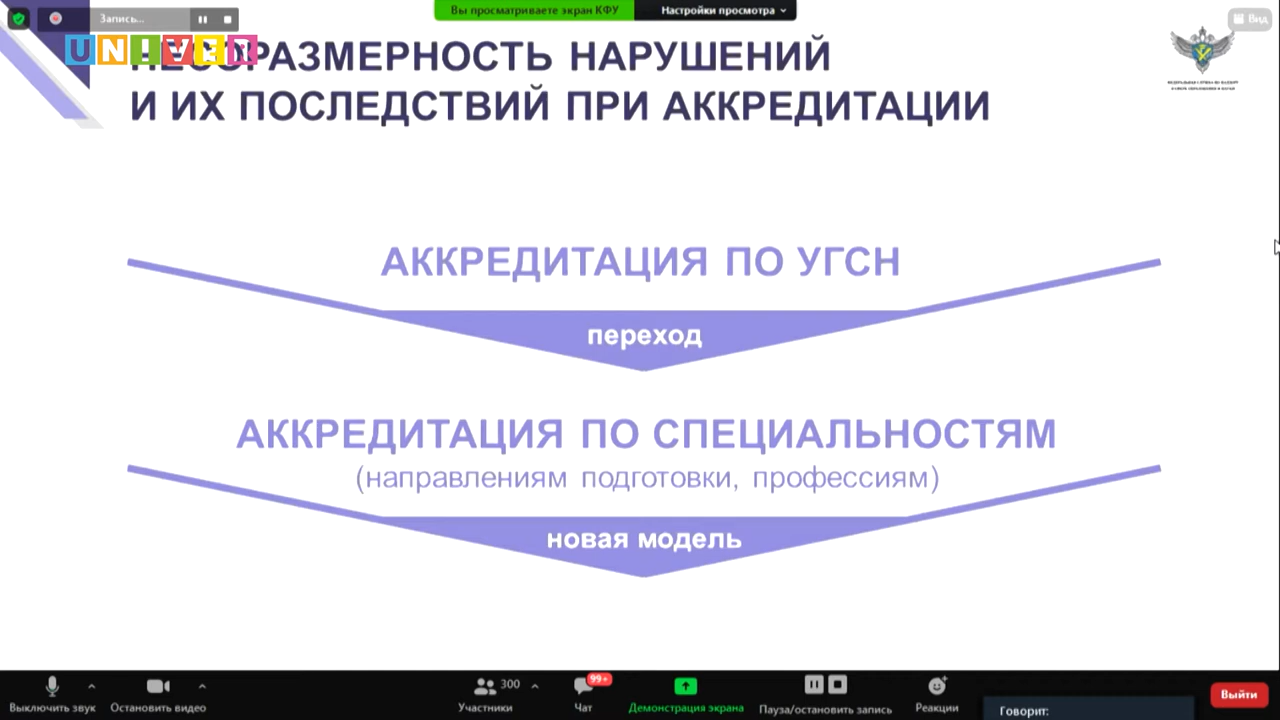 Запись...
Вы просматриваете экран КФУ
Настройки просмотра
Вид
UNIVER
НЕСОРАЗМЕРНОСТЬ НАРУШЕНИЙ
И ИХ ПОСЛЕДСТВИЙ ПРИ АККРЕДИТАЦИИ
АККРЕДИТАЦИЯ ПО УГСН
переход
АККРЕДИТАЦИЯ ПО СПЕЦИАЛЬНОСТЯМ
(направлениям подготовки, профессиям)
новая модель
300
99+
Выключить звук
Остановить видео
Участники
Чат
Демонстрация экрана
Пауза/остановить запись
Реакции
Говорит:
Выйти